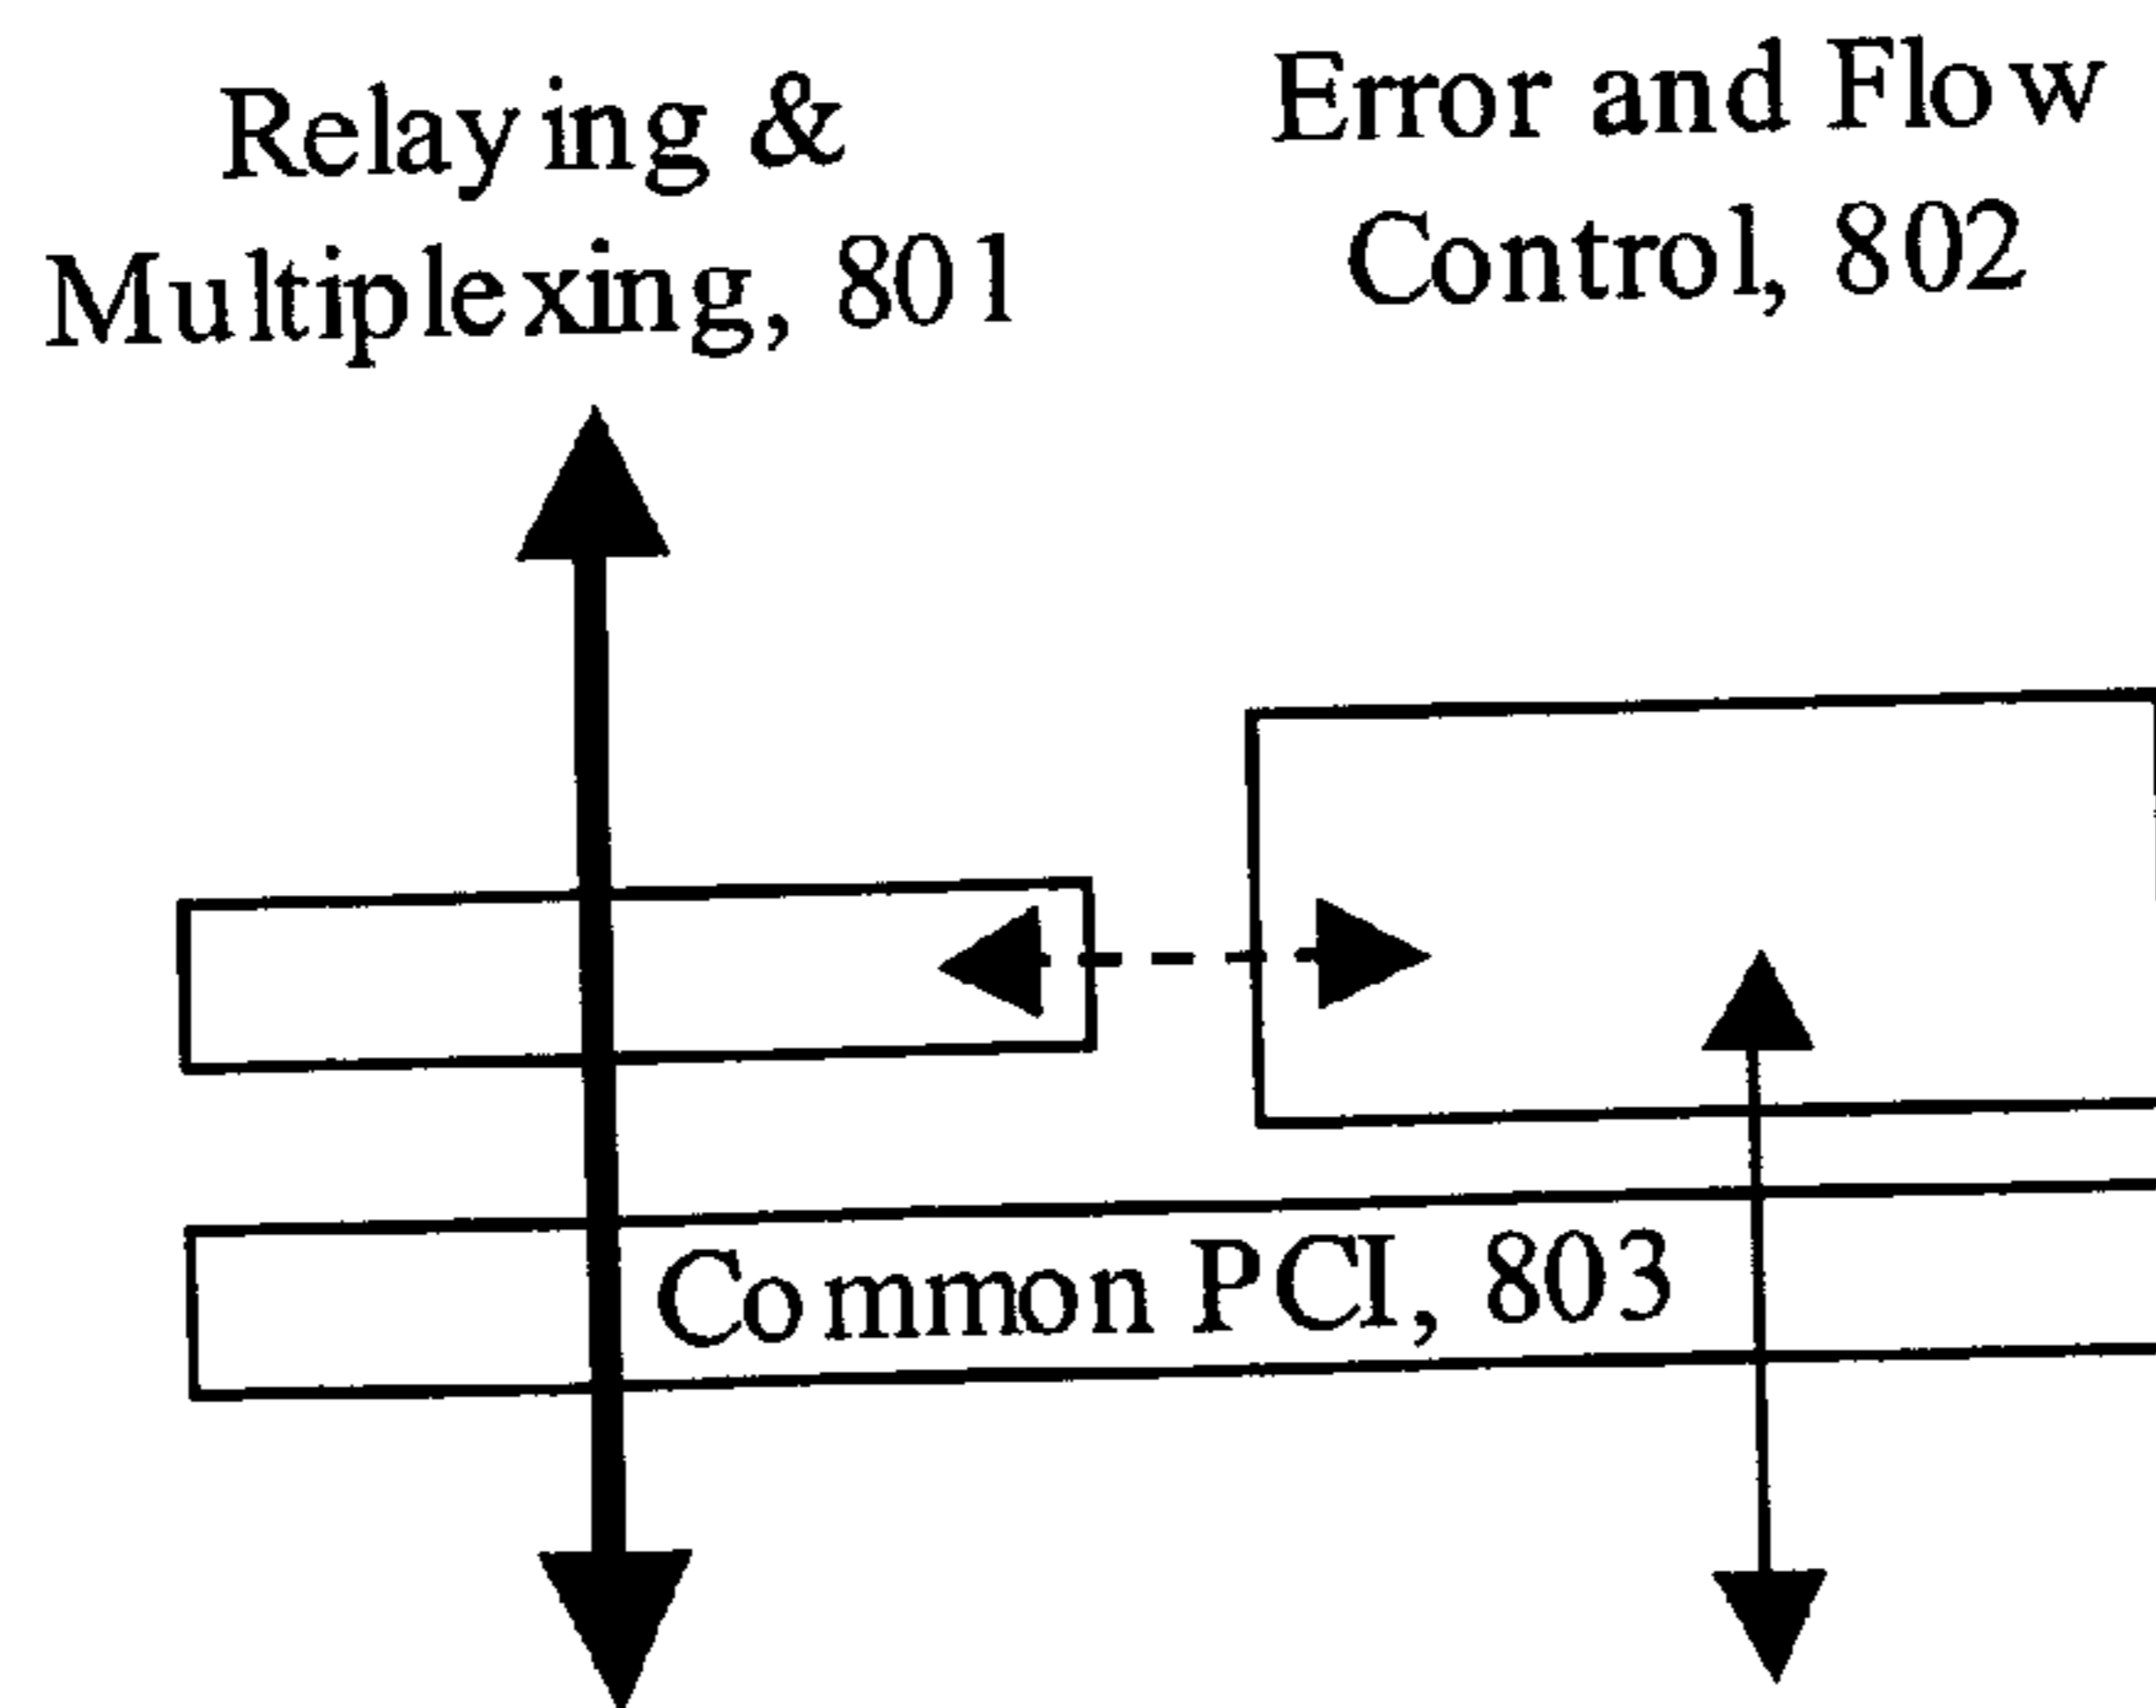 Relaying &
Multiplexing, 801
Error and Flow
Control, 802
Common PCI, 803